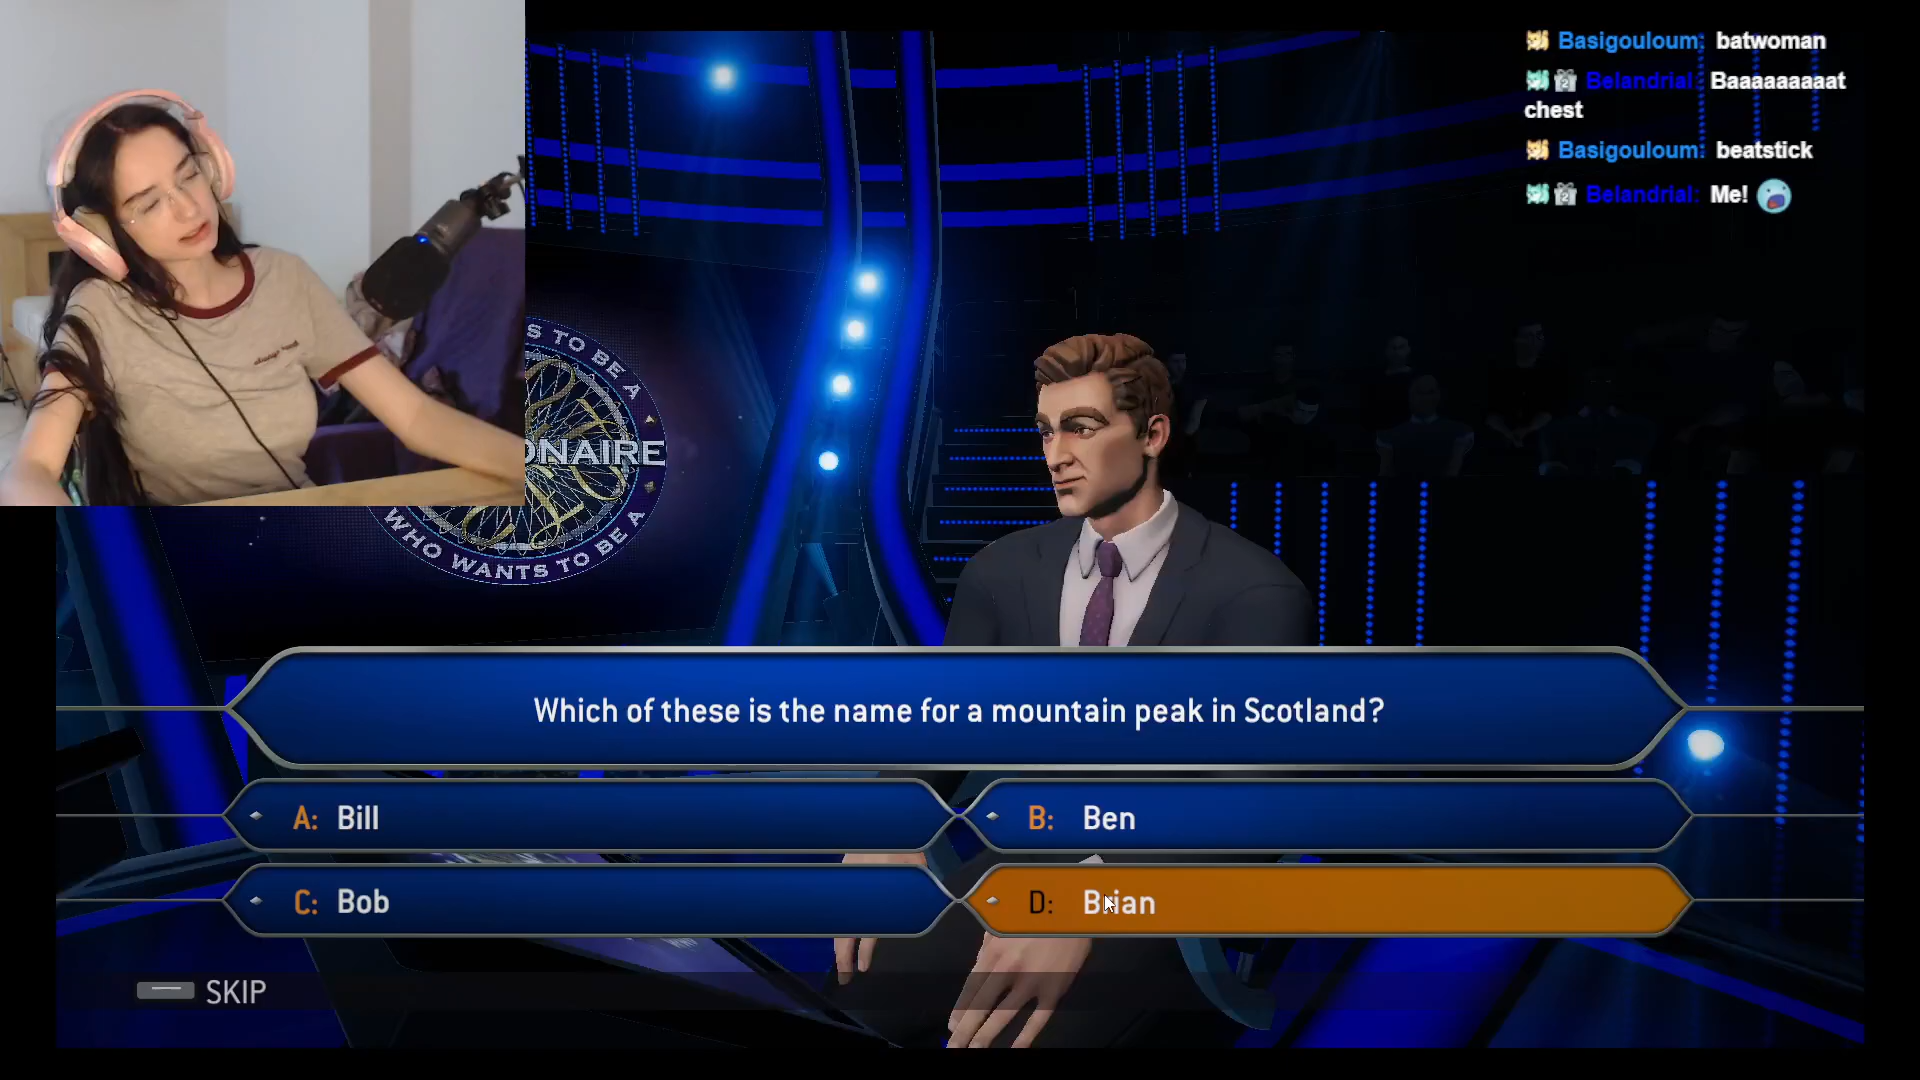 Basigouloum: batwoman
Belandrial: Baaaaaaaaat
chest
Basigouloum: beatstick
Belandrial: Me!
S TO BE A
ONAIRE
WHO WANTS TO BE A
Which of these is the name for a mountain peak in Scotland?
A: Bill
B: Ben
C: Bob
D: Brian
SKIP